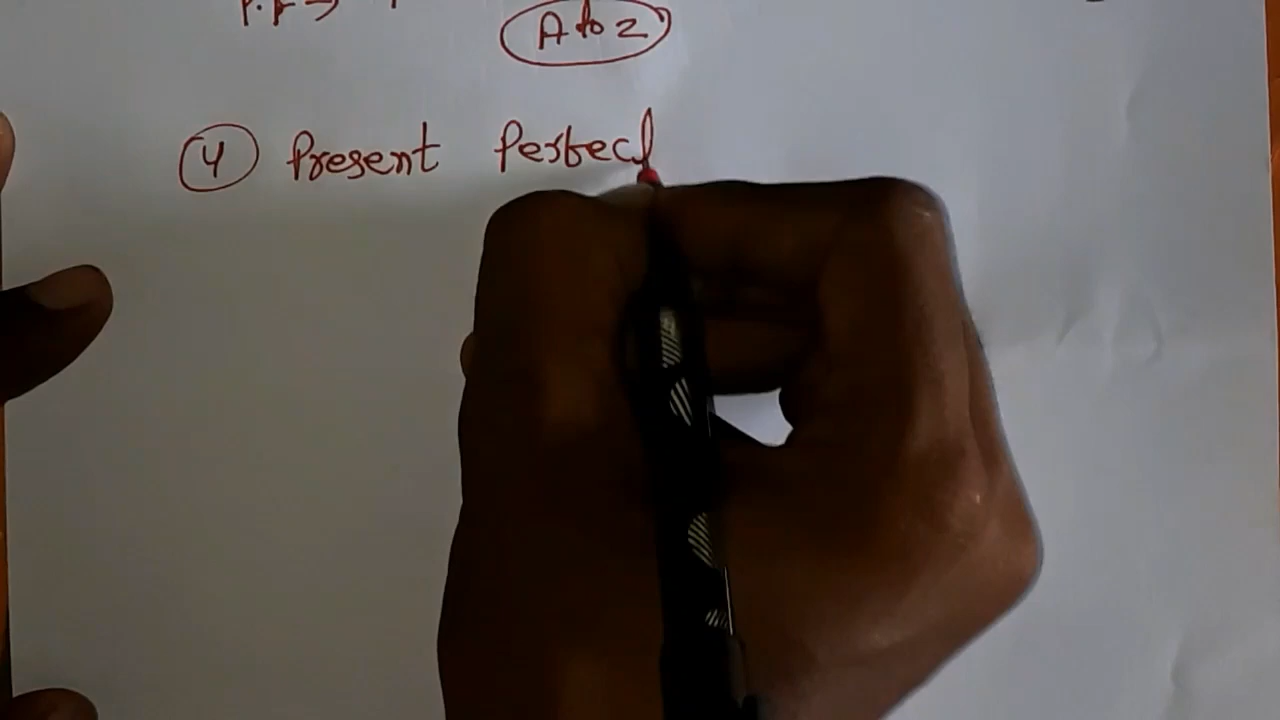 P.P →
A to Z
④ Present Perfect